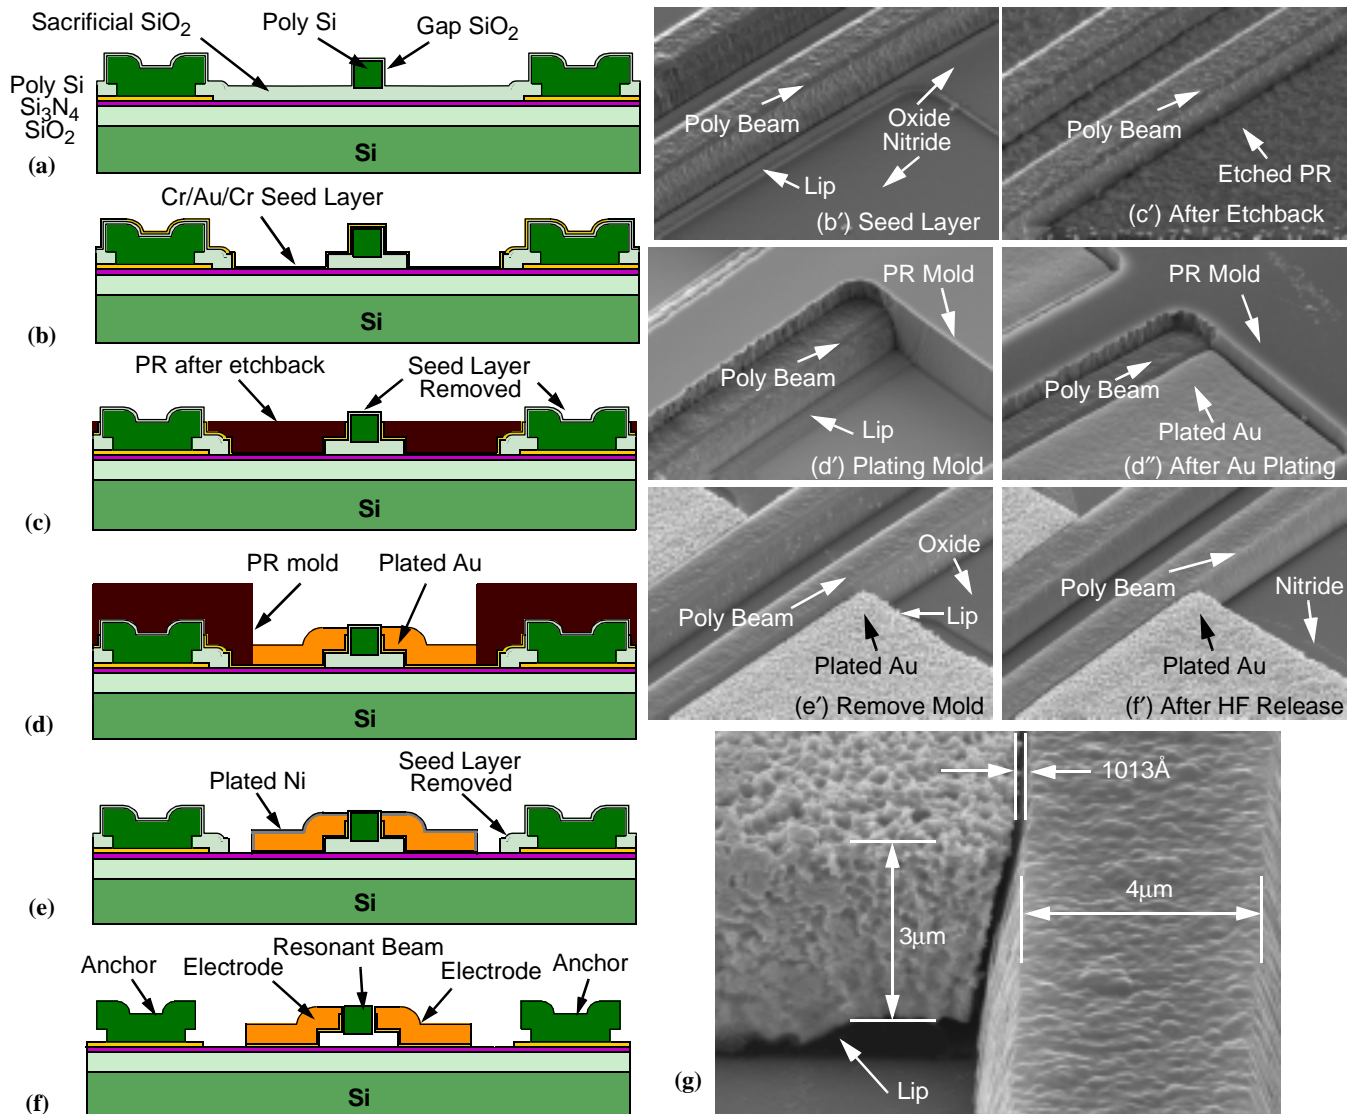 Sacrificial SiO2
Poly Si
Gap SiO2
Poly Si
Si3N4
SiO2
Si
(a)
Cr/Au/Cr Seed Layer
Si
(b)
PR after etchback
Seed Layer
Removed
Si
(c)
PR mold
Plated Au
Si
(d)
Plated Ni
Seed Layer
Removed
Si
(e)
Resonant Beam
Anchor
Electrode
Electrode
Anchor
Si
(f)
Poly Beam
Oxide
Nitride
Lip
(b′) Seed Layer
Poly Beam
Etched PR
(c′) After Etchback
PR Mold
Poly Beam
Lip
(d′) Plating Mold
PR Mold
Poly Beam
Plated Au
(d″) After Au Plating
Oxide
Poly Beam
Lip
Plated Au
(e′) Remove Mold
Poly Beam
Nitride
Plated Au
(f′) After HF Release
1013Å
4μm
3μm
Lip
(g)